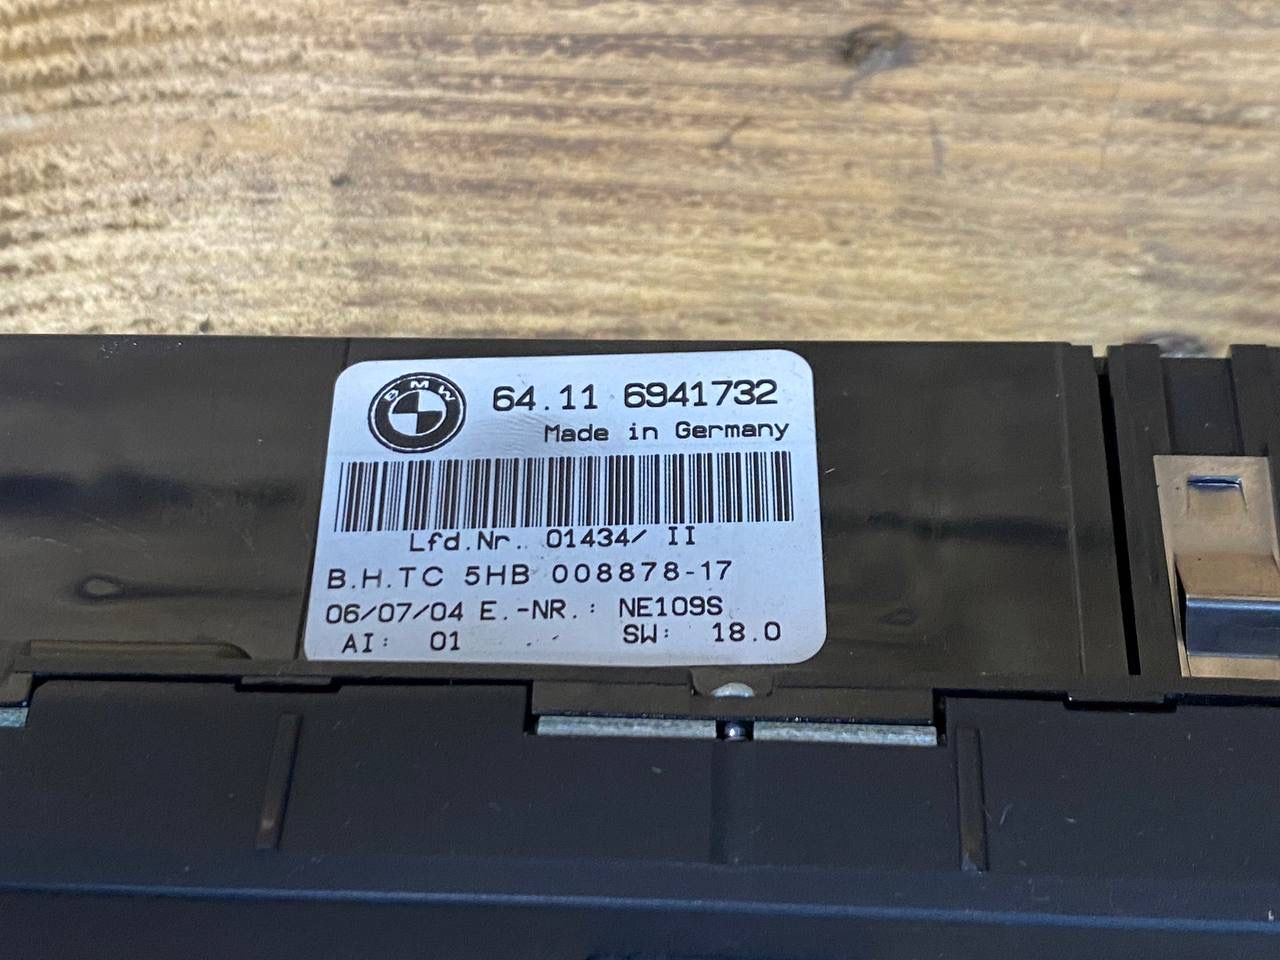 BMW 64.11 6941732
Made in Germany
Lfd.Nr. 01434/ II
B.H.TC 5HB 008878-17
06/07/04 E.-NR.: NE109S
AI: 01 SW: 18.0